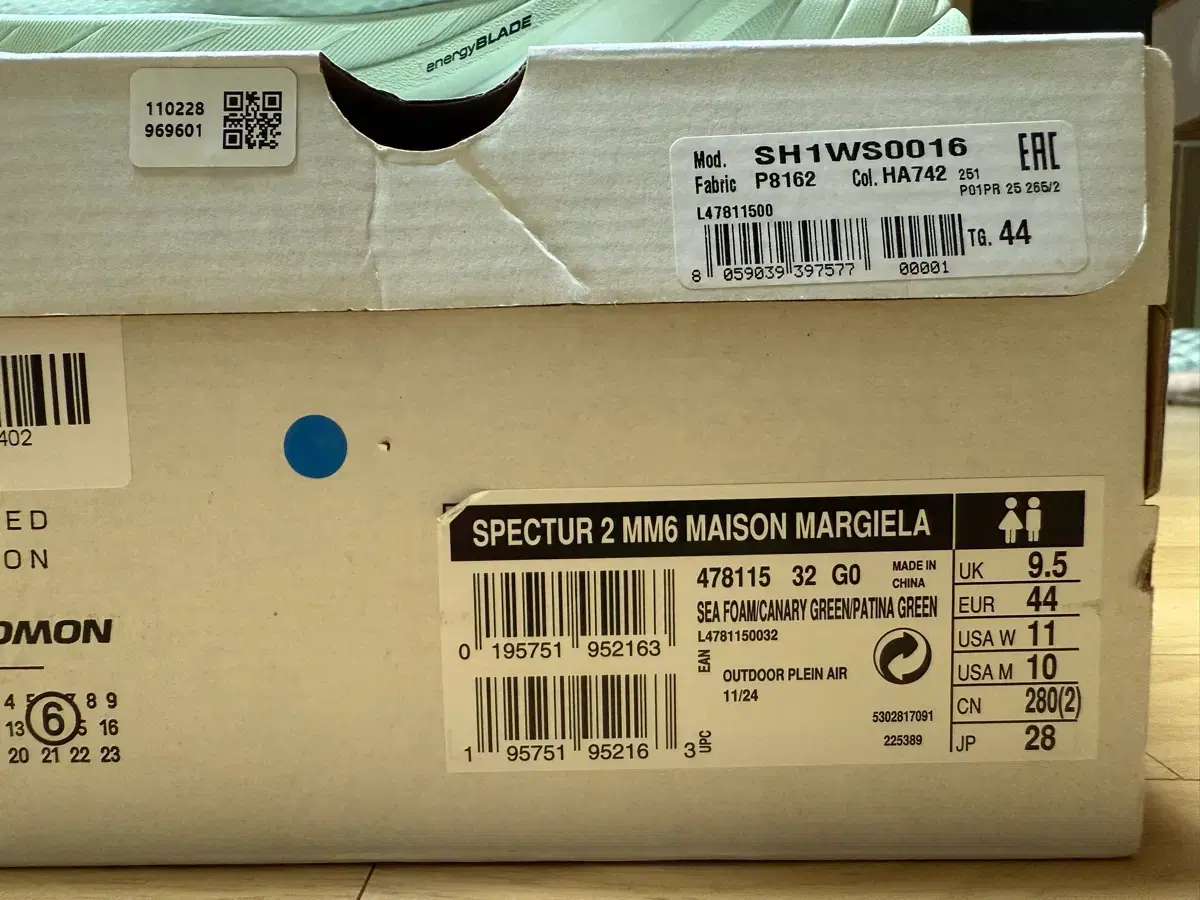 energyBLADE
110228
969601
Mod. SH1WS0016 EAC
Fabric P8162 Col. HA742 251
P01PR 25 265/2
L47811500
8 059039 397577 00001 TG. 44
402
ED
ON
OMON
4 8 9
13 6 16
20 21 22 23
SPECTUR 2 MM6 MAISON MARGIELA
478115 32 G0 MADE IN
CHINA
SEA FOAM/CANARY GREEN/PATINA GREEN
L4781150032
0 195751 952163 EAN
OUTDOOR PLEIN AIR
11/24
5302817091
225389
1 95751 95216 3 UPC
UK 9.5
EUR 44
USA W 11
USA M 10
CN 280(2)
JP 28